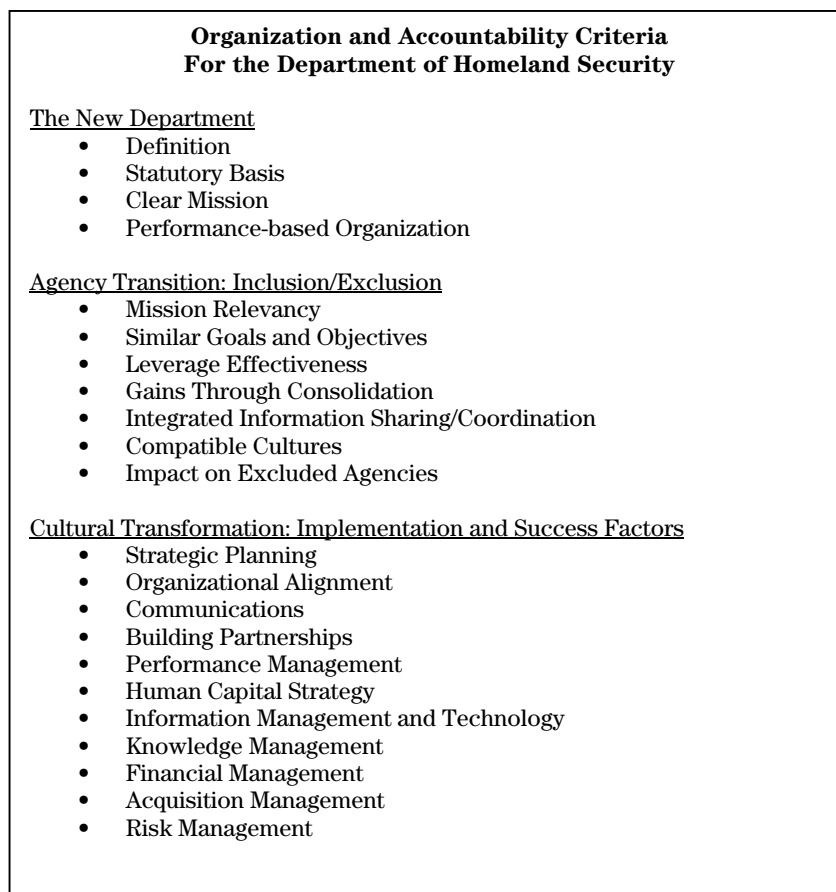 Organization and Accountability Criteria
For the Department of Homeland Security
The New Department
• Definition
• Statutory Basis
• Clear Mission
• Performance-based Organization
Agency Transition: Inclusion/Exclusion
• Mission Relevancy
• Similar Goals and Objectives
• Leverage Effectiveness
• Gains Through Consolidation
• Integrated Information Sharing/Coordination
• Compatible Cultures
• Impact on Excluded Agencies
Cultural Transformation: Implementation and Success Factors
• Strategic Planning
• Organizational Alignment
• Communications
• Building Partnerships
• Performance Management
• Human Capital Strategy
• Information Management and Technology
• Knowledge Management
• Financial Management
• Acquisition Management
• Risk Management